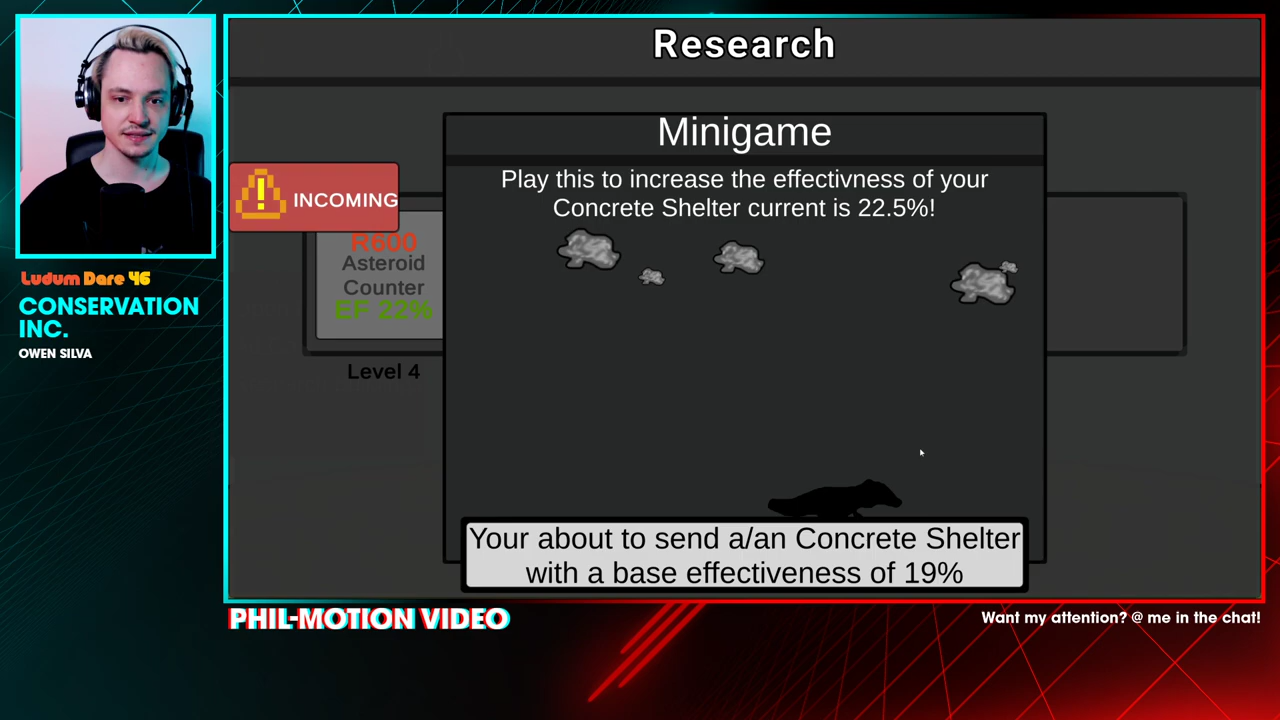 Research
Minigame
Play this to increase the effectivness of your
Concrete Shelter current is 22.5%!
! INCOMING
R600
Asteroid
Counter
EF 22%
Level 4
Your about to send a/an Concrete Shelter
with a base effectiveness of 19%
Ludum Dare 46
CONSERVATION
INC.
OWEN SILVA
PHIL-MOTION VIDEO
Want my attention? @ me in the chat!